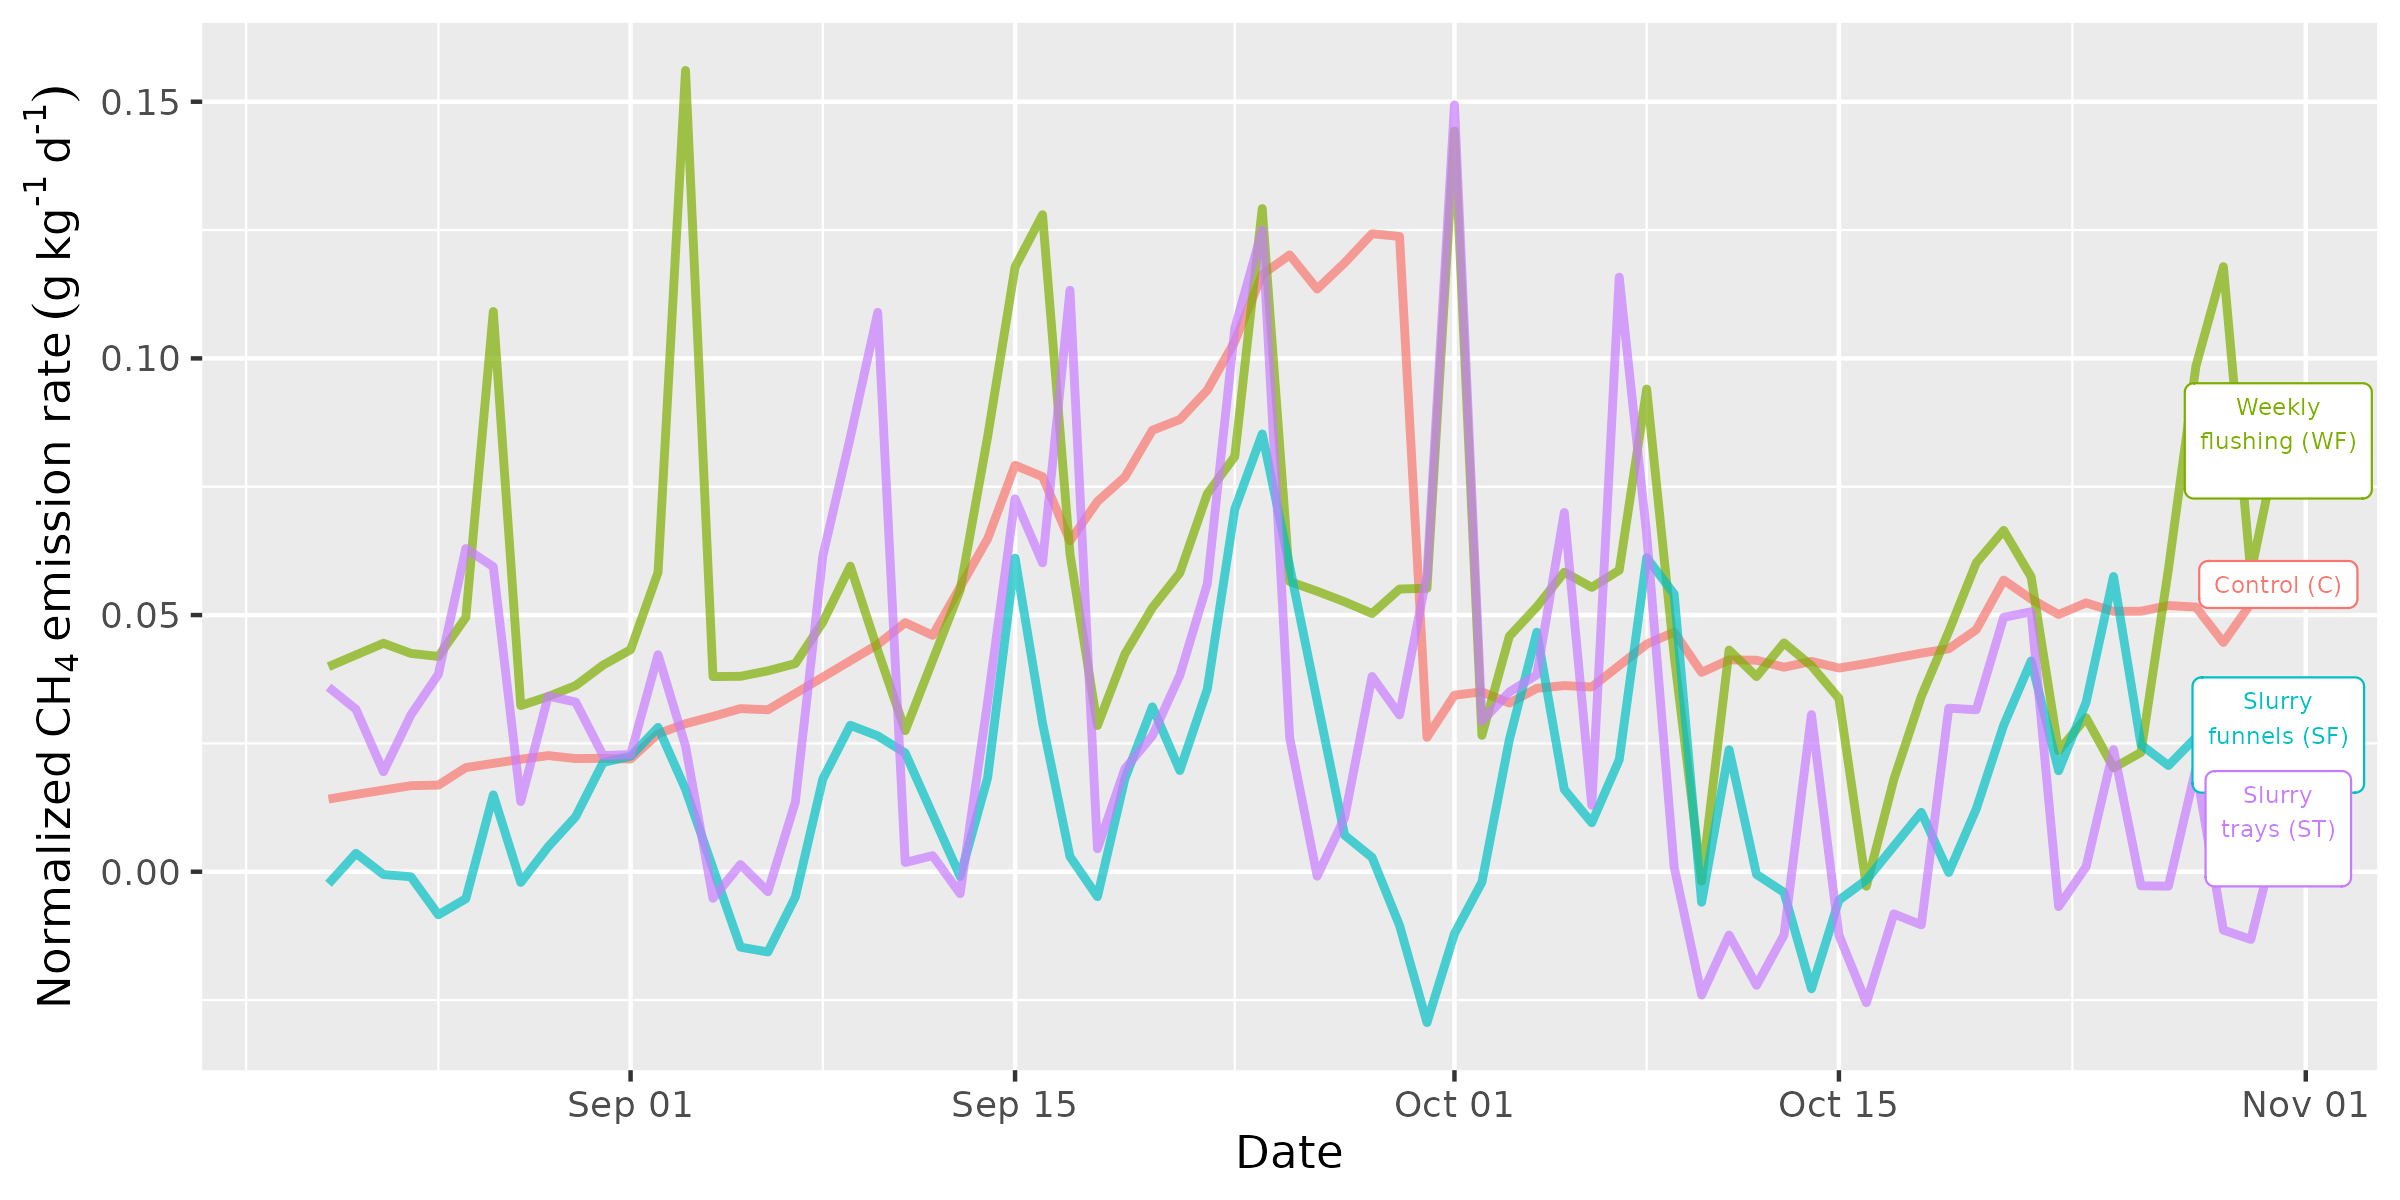 Normalized CH₄ emission rate (g kg⁻¹ d⁻¹)
0.15
0.10
0.05
0.00
Weekly
flushing (WF)
Control (C)
Slurry
funnels (SF)
Slurry
trays (ST)
Sep 01 Sep 15 Oct 01 Oct 15 Nov 01
Date